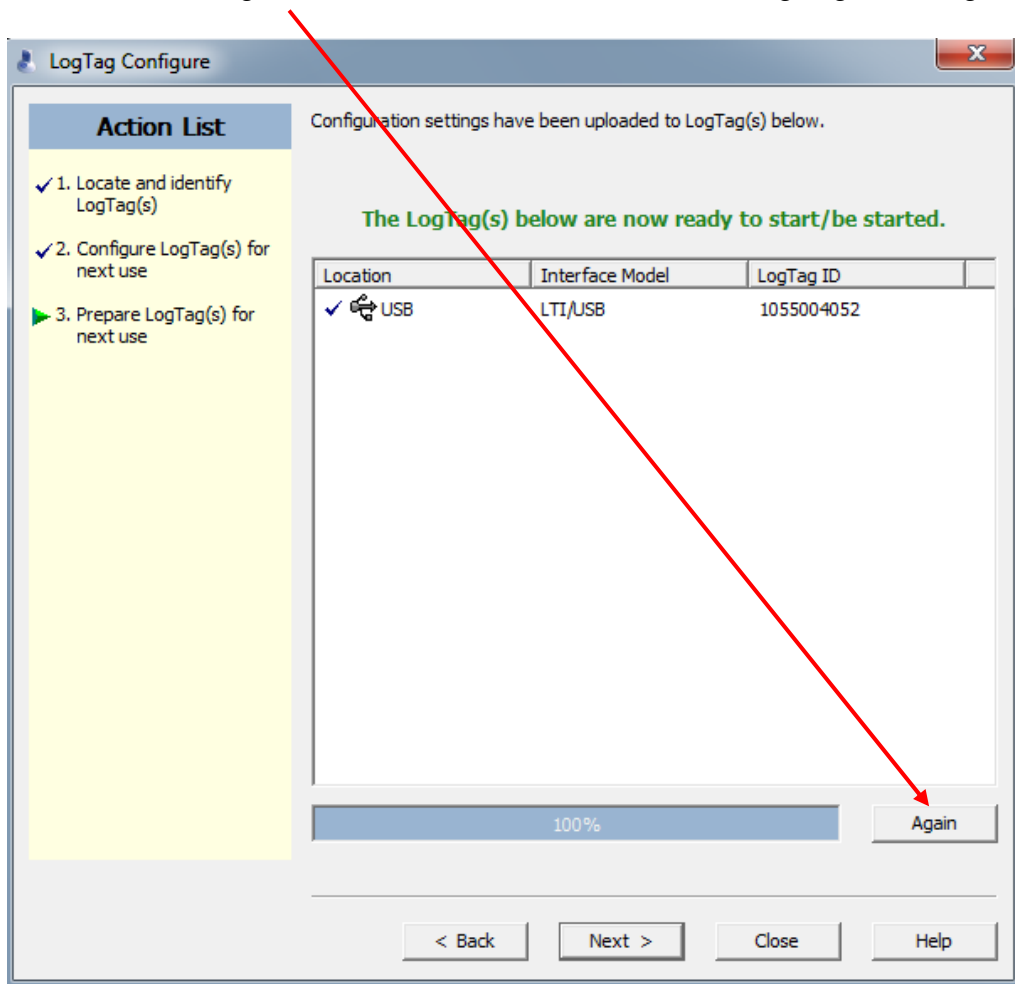 LogTag Configure
Action List
Configuration settings have been uploaded to LogTag(s) below.
1. Locate and identify
LogTag(s)
The LogTag(s) below are now ready to start/be started.
2. Configure LogTag(s) for
next use
Location Interface Model LogTag ID
USB LTI/USB 1055004052
3. Prepare LogTag(s) for
next use
100%
Again
< Back Next > Close Help